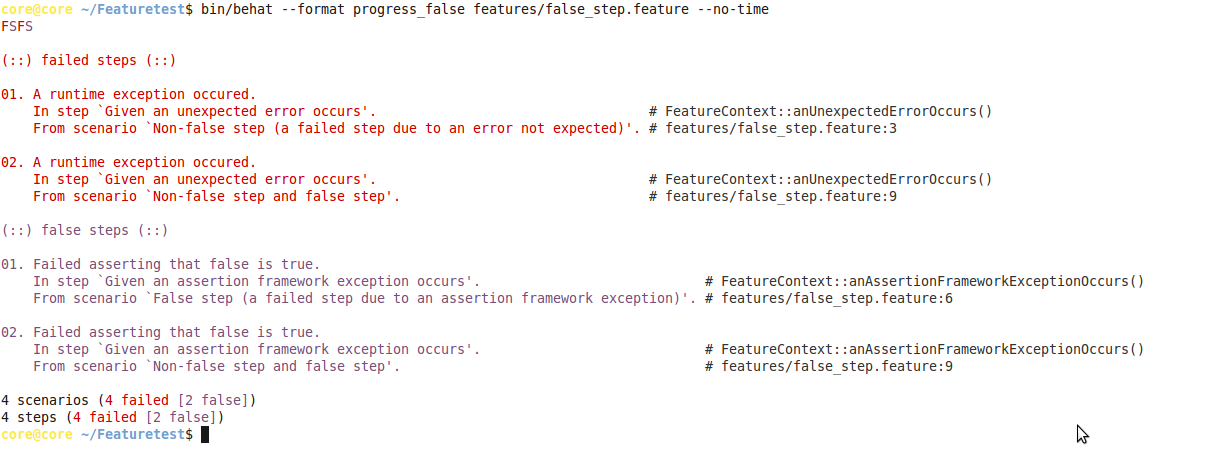 core@core ~/Featuretest$ bin/behat --format progress_false features/false_step.feature --no-time
FSFS
(::) failed steps (::)
01. A runtime exception occured.
In step `Given an unexpected error occurs'. # FeatureContext::anUnexpectedErrorOccurs()
From scenario `Non-false step (a failed step due to an error not expected)'. # features/false_step.feature:3
02. A runtime exception occured.
In step `Given an unexpected error occurs'. # FeatureContext::anUnexpectedErrorOccurs()
From scenario `Non-false step and false step'. # features/false_step.feature:9
(::) false steps (::)
01. Failed asserting that false is true.
In step `Given an assertion framework exception occurs'. # FeatureContext::anAssertionFrameworkExceptionOccurs()
From scenario `False step (a failed step due to an assertion framework exception)'. # features/false_step.feature:6
02. Failed asserting that false is true.
In step `Given an assertion framework exception occurs'. # FeatureContext::anAssertionFrameworkExceptionOccurs()
From scenario `Non-false step and false step'. # features/false_step.feature:9
4 scenarios (4 failed [2 false])
4 steps (4 failed [2 false])
core@core ~/Featuretest$